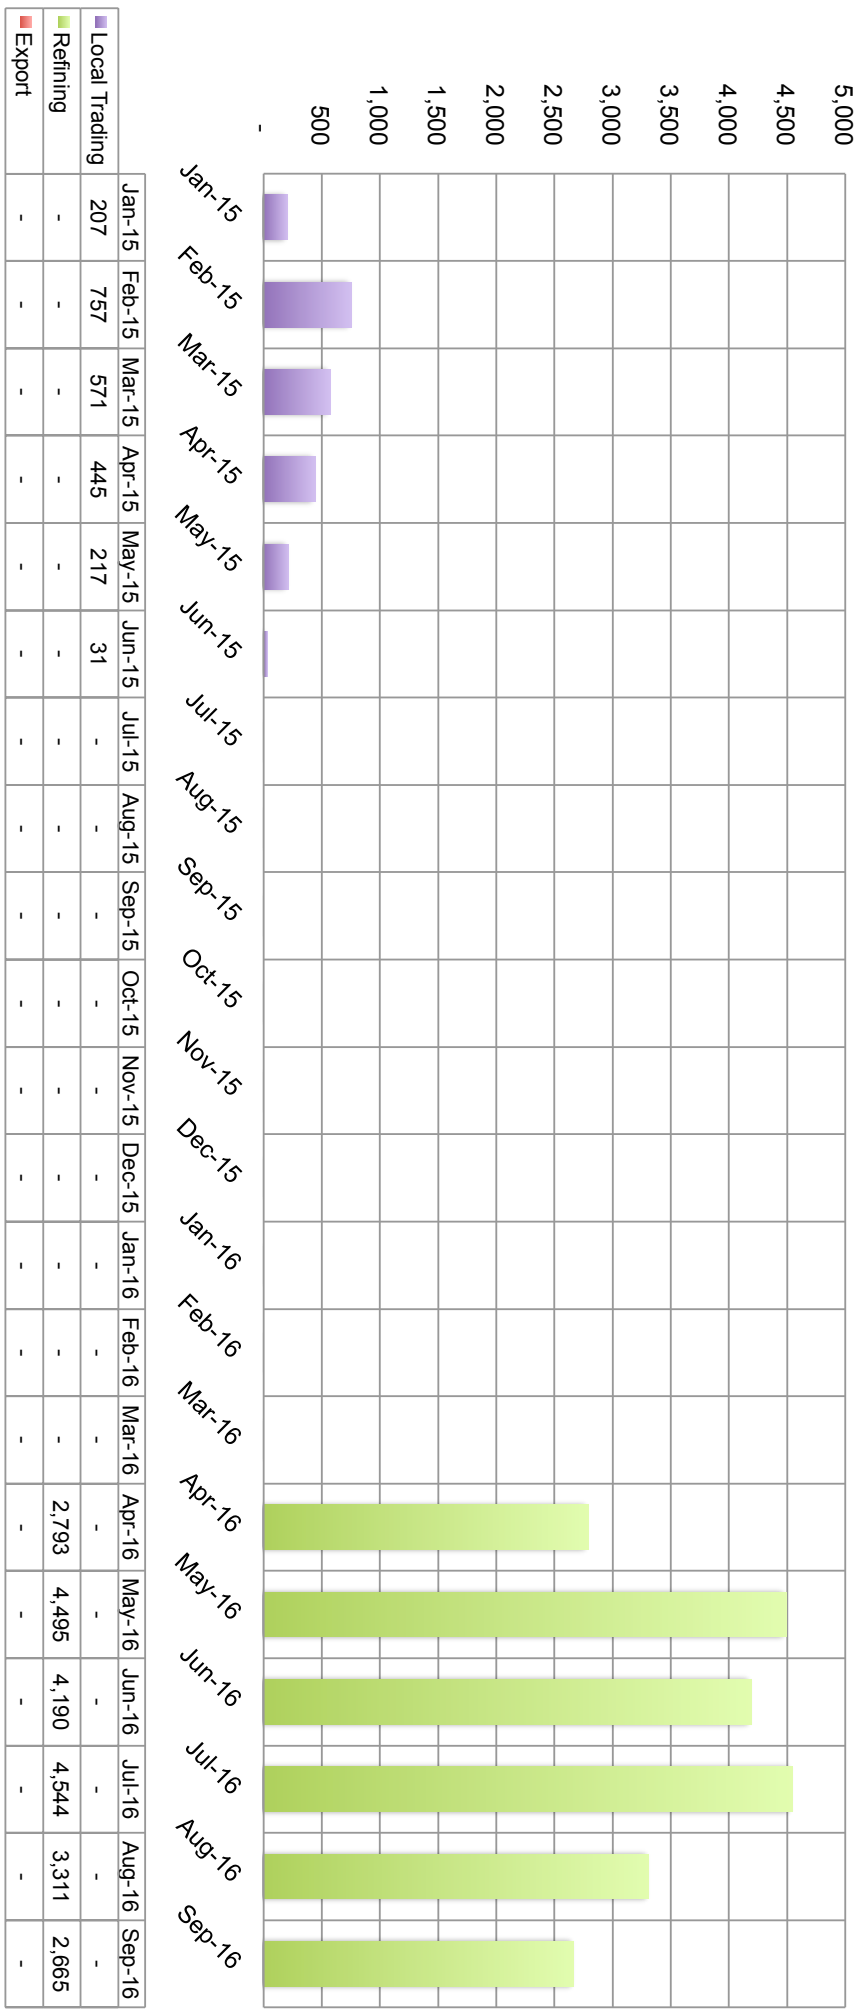 5,000
4,500
4,000
3,500
3,000
2,500
2,000
1,500
1,000
500
-
Jan-15 Feb-15 Mar-15 Apr-15 May-15 Jun-15 Jul-15 Aug-15 Sep-15 Oct-15 Nov-15 Dec-15 Jan-16 Feb-16 Mar-16 Apr-16 May-16 Jun-16 Jul-16 Aug-16 Sep-16
Jan-15 Feb-15 Mar-15 Apr-15 May-15 Jun-15 Jul-15 Aug-15 Sep-15 Oct-15 Nov-15 Dec-15 Jan-16 Feb-16 Mar-16 Apr-16 May-16 Jun-16 Jul-16 Aug-16 Sep-16
Local Trading 207 757 571 445 217 31 - - - - - - - - - - - - - - -
Refining - - - - - - - - - - - - - - - 2,793 4,495 4,190 4,544 3,311 2,665
Export - - - - - - - - - - - - - - - - - - - - -